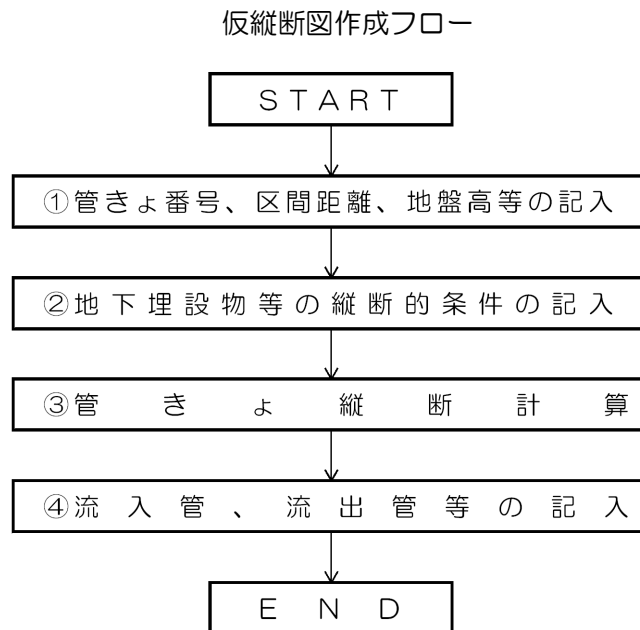 仮縦断図作成フロー
START
①管きょ番号、区間距離、地盤高等の記入
②地下埋設物等の縦断的条件の記入
③管きょ縦断計算
④流入管、流出管等の記入
END